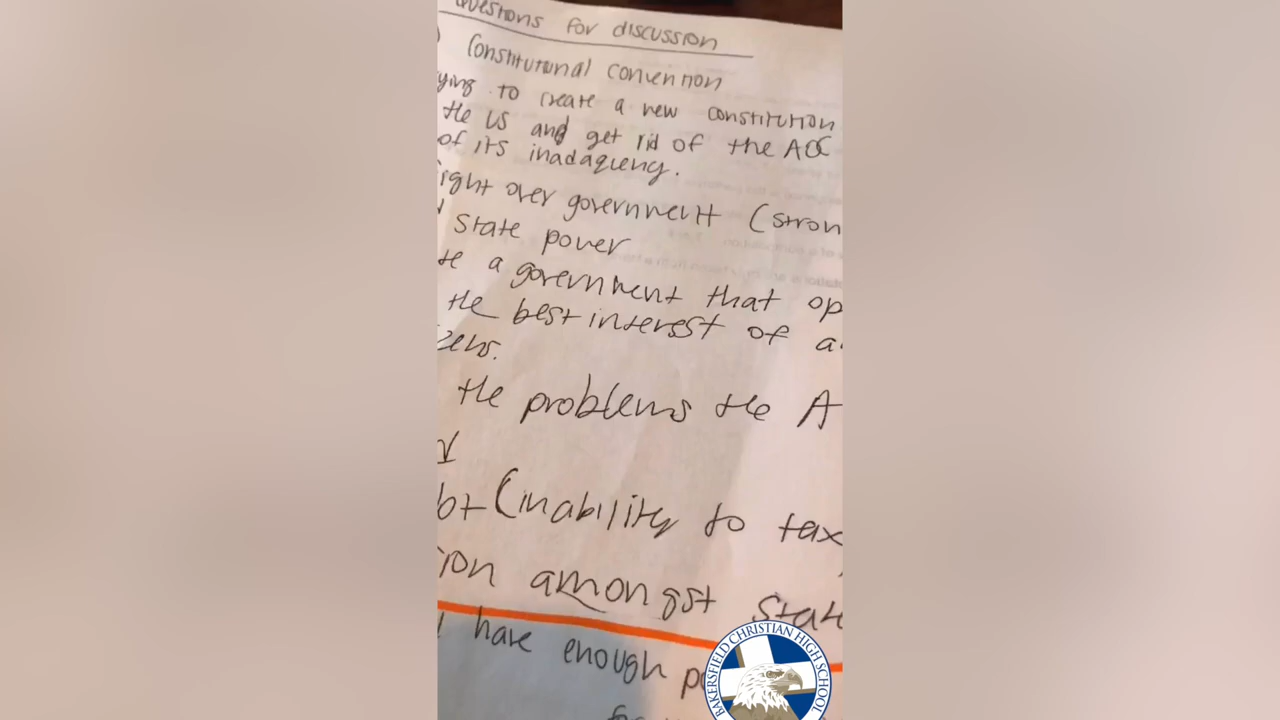 questions for discussion
Constitutional convention
ying to create a new constitution
the US and get rid of the AOC
of its inadaquency.
ight over government (stron
State power
te a government that op
the best interest of a
zens.
the problems the A
bt (inability to tax,
ion amongst stat
have enough p
BAKERSFIELD CHRISTIAN HIGH SCHOOL